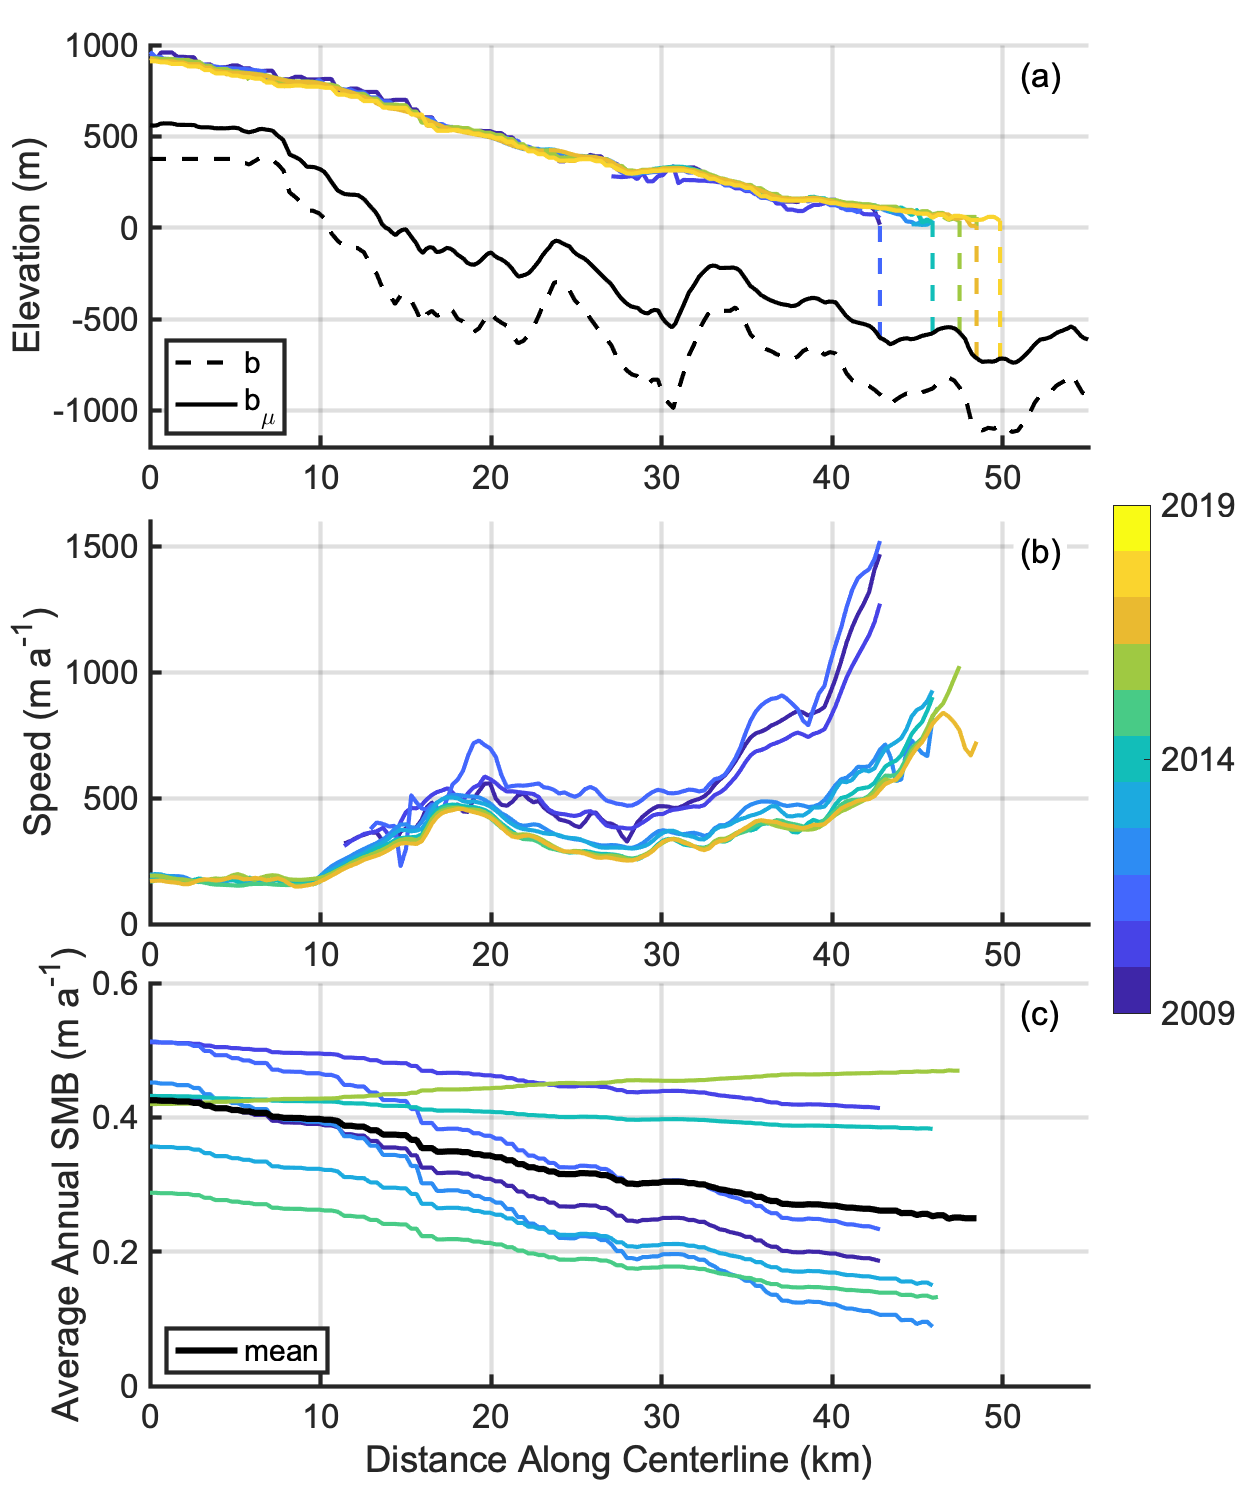 (a)
Elevation (m)
1000
500
0
-500
-1000
b
bμ
0 10 20 30 40 50
(b)
Speed (m a-1)
1500
1000
500
0
0 10 20 30 40 50
2019
2014
2009
(c)
Average Annual SMB (m a-1)
0.6
0.4
0.2
0
mean
0 10 20 30 40 50
Distance Along Centerline (km)